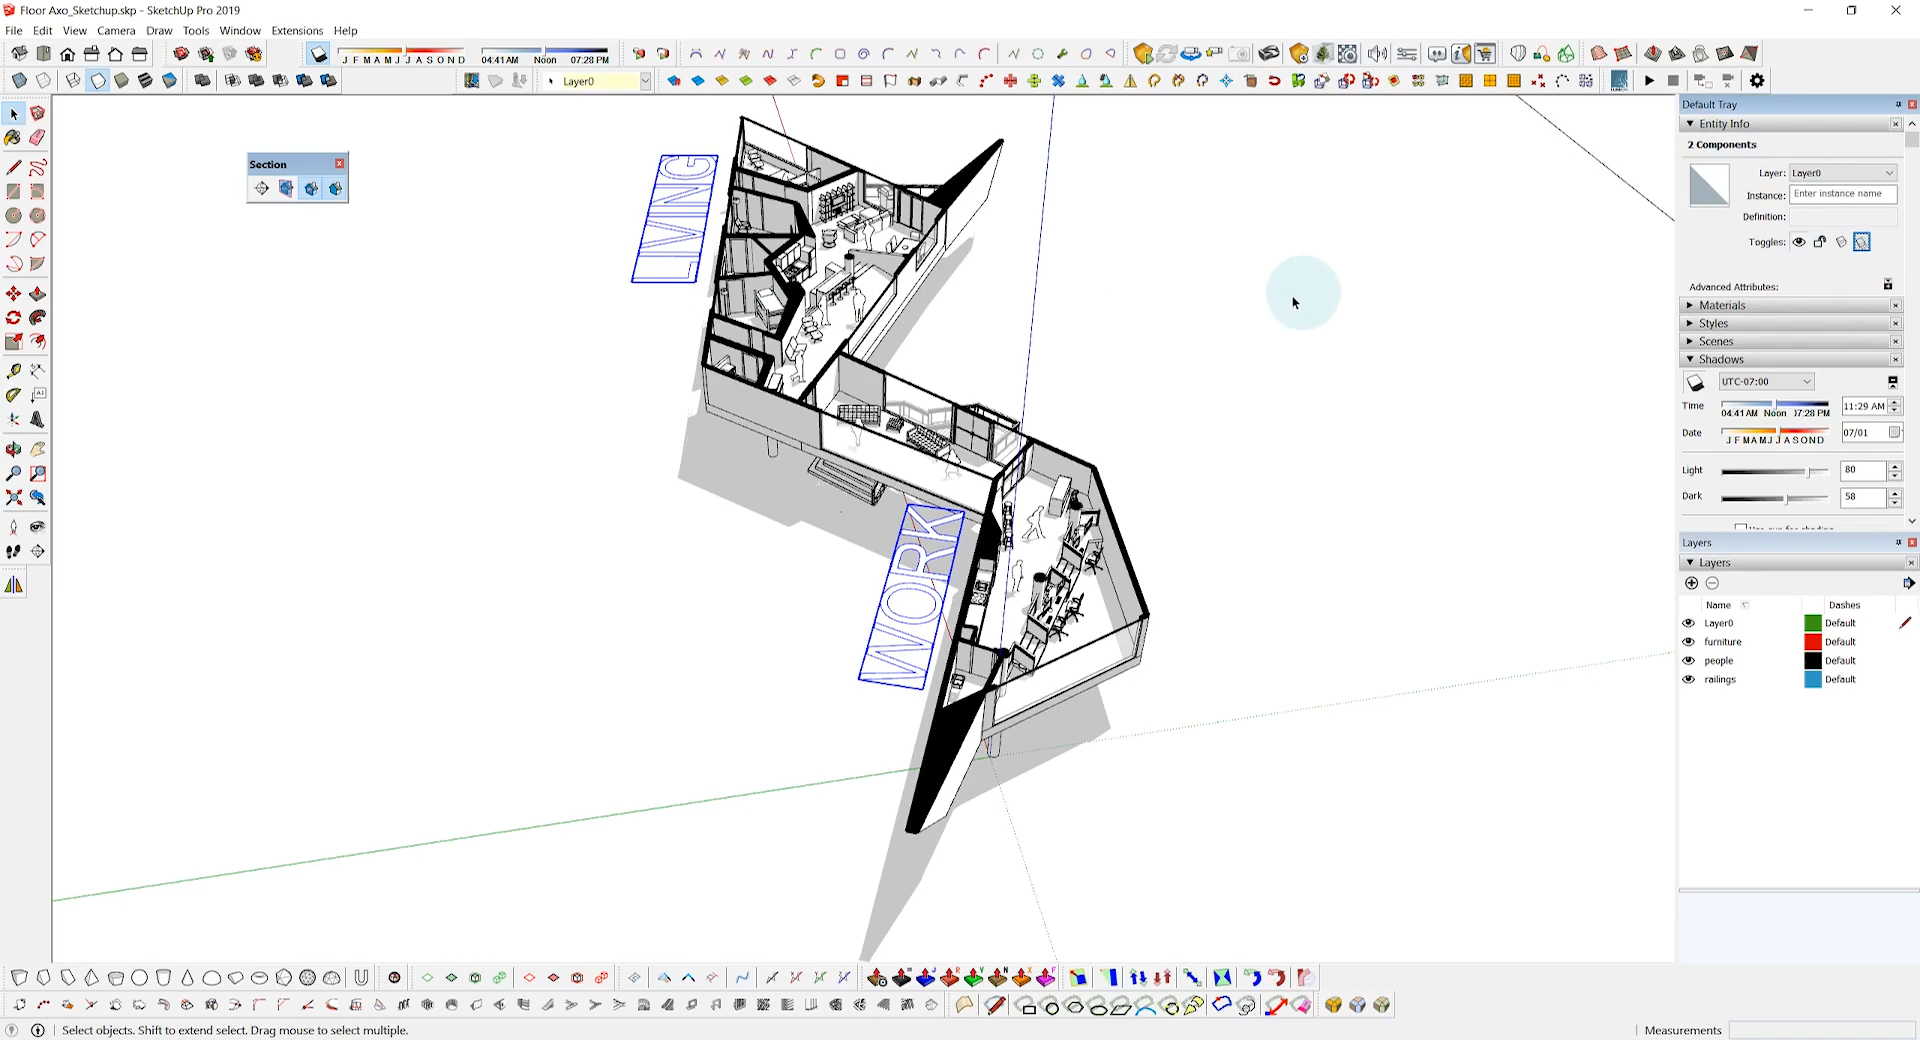 Floor Axo_Sketchup.skp - SketchUp Pro 2019
File Edit View Camera Draw Tools Window Extensions Help
J F M A M J J A S O N D
04:41 AM Noon 07:28 PM
Layer0
Section
LIVING
WORK
Default Tray
Entity Info
2 Components
Layer: Layer0
Instance: Enter instance name
Definition:
Toggles:
Advanced Attributes:
Materials
Styles
Scenes
Shadows
UTC-07:00
Time 04:41 AM Noon 07:28 PM 11:29 AM
Date J F M A M J J A S O N D 07/01
Light 80
Dark 58
Layers
Layers
Name Dashes
Layer0 Default
furniture Default
people Default
railings Default
Select objects. Shift to extend select. Drag mouse to select multiple.
Measurements